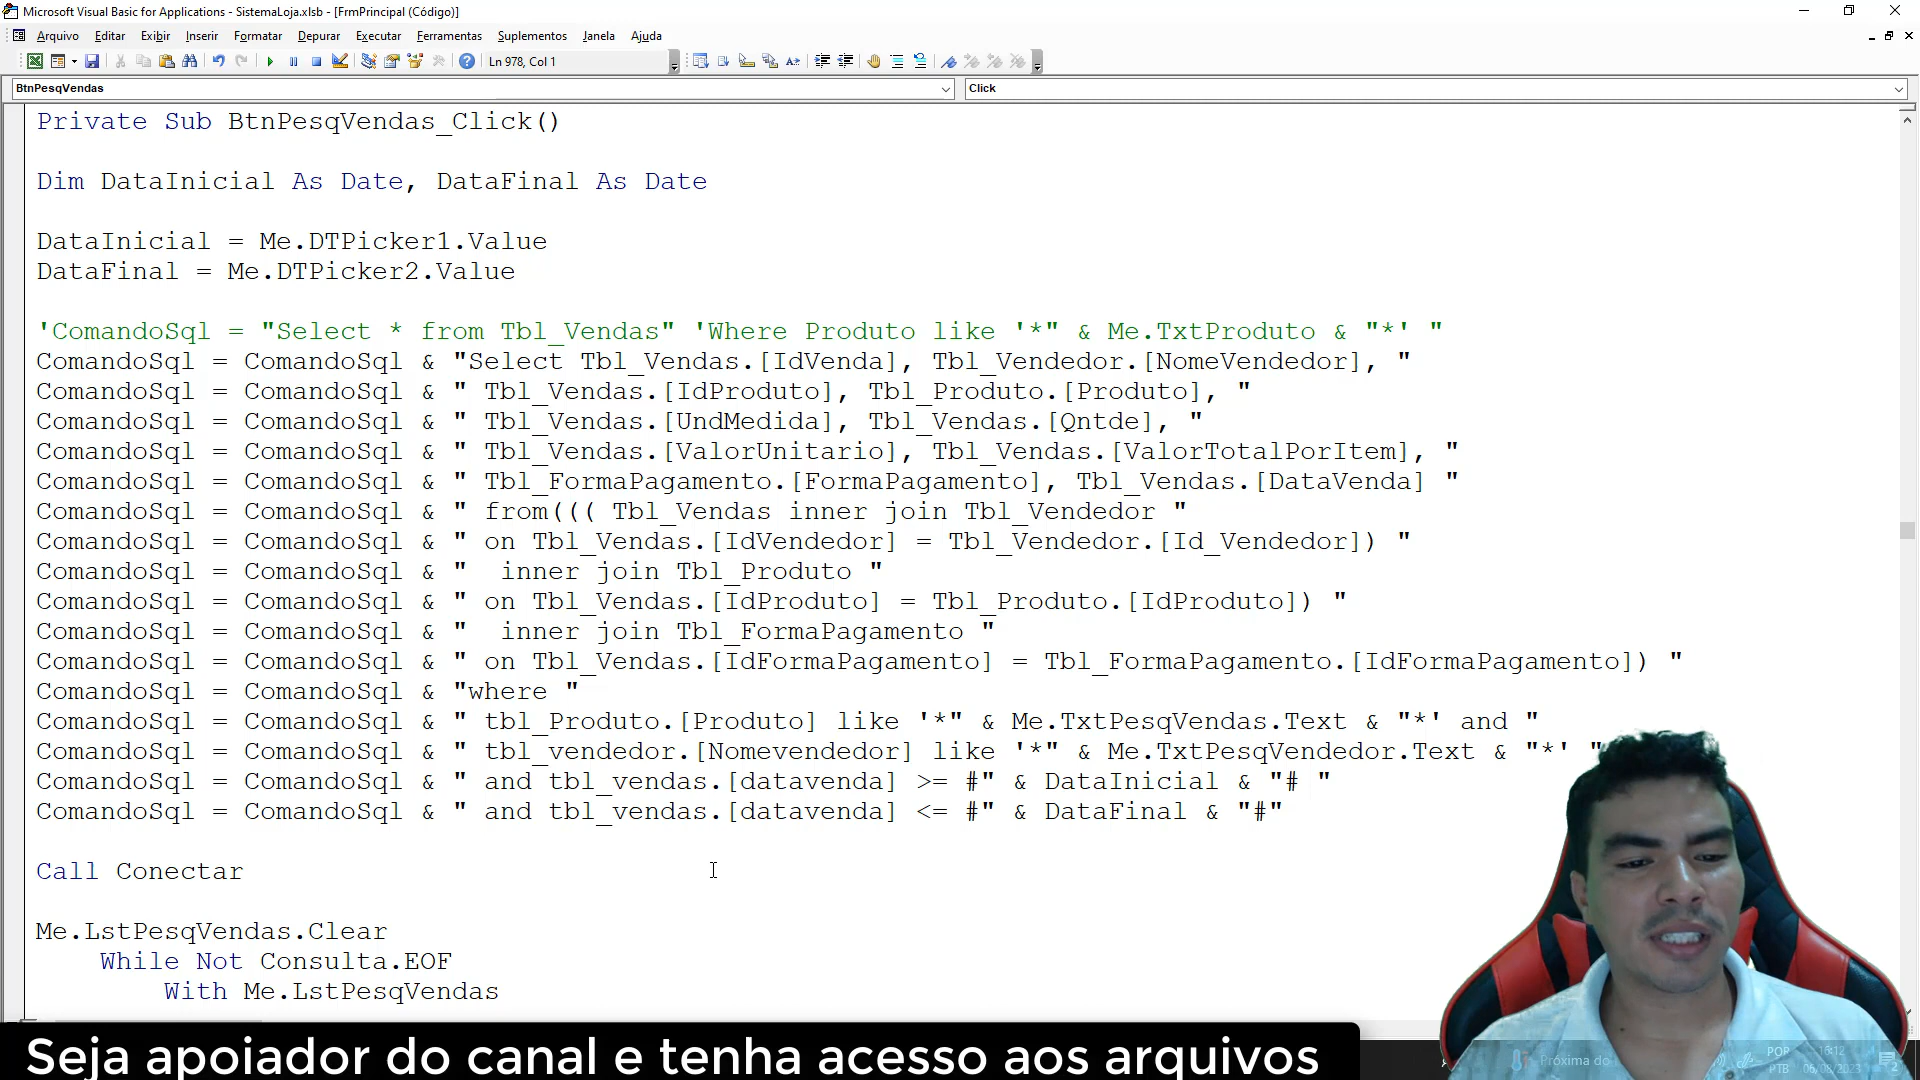 Microsoft Visual Basic for Applications - SistemaLoja.xlsb - [FrmPrincipal (Código)]
Arquivo Editar Exibir Inserir Formatar Depurar Executar Ferramentas Suplementos Janela Ajuda
Ln 978, Col 1
BtnPesqVendas Click
Private Sub BtnPesqVendas_Click()
Dim DataInicial As Date, DataFinal As Date
DataInicial = Me.DTPicker1.Value
DataFinal = Me.DTPicker2.Value
'ComandoSql = "Select * from Tbl_Vendas" 'Where Produto like '*" & Me.TxtProduto & "*' "
ComandoSql = ComandoSql & "Select Tbl_Vendas.[IdVenda], Tbl_Vendedor.[NomeVendedor], "
ComandoSql = ComandoSql & " Tbl_Vendas.[IdProduto], Tbl_Produto.[Produto], "
ComandoSql = ComandoSql & " Tbl_Vendas.[UndMedida], Tbl_Vendas.[Qntde], "
ComandoSql = ComandoSql & " Tbl_Vendas.[ValorUnitario], Tbl_Vendas.[ValorTotalPorItem], "
ComandoSql = ComandoSql & " Tbl_FormaPagamento.[FormaPagamento], Tbl_Vendas.[DataVenda] "
ComandoSql = ComandoSql & " from((( Tbl_Vendas inner join Tbl_Vendedor "
ComandoSql = ComandoSql & " on Tbl_Vendas.[IdVendedor] = Tbl_Vendedor.[Id_Vendedor]) "
ComandoSql = ComandoSql & "  inner join Tbl_Produto "
ComandoSql = ComandoSql & " on Tbl_Vendas.[IdProduto] = Tbl_Produto.[IdProduto]) "
ComandoSql = ComandoSql & "  inner join Tbl_FormaPagamento "
ComandoSql = ComandoSql & " on Tbl_Vendas.[IdFormaPagamento] = Tbl_FormaPagamento.[IdFormaPagamento]) "
ComandoSql = ComandoSql & "where "
ComandoSql = ComandoSql & " tbl_Produto.[Produto] like '*" & Me.TxtPesqVendas.Text & "*' and "
ComandoSql = ComandoSql & " tbl_vendedor.[Nomevendedor] like '*" & Me.TxtPesqVendedor.Text & "*' "
ComandoSql = ComandoSql & " and tbl_vendas.[datavenda] >= #" & DataInicial & "# "
ComandoSql = ComandoSql & " and tbl_vendas.[datavenda] <= #" & DataFinal & "#"
Call Conectar
Me.LstPesqVendas.Clear
While Not Consulta.EOF
With Me.LstPesqVendas
Seja apoiador do canal e tenha acesso aos arquivos
Próxima do
POR
PTB
16:12
06/08/2023